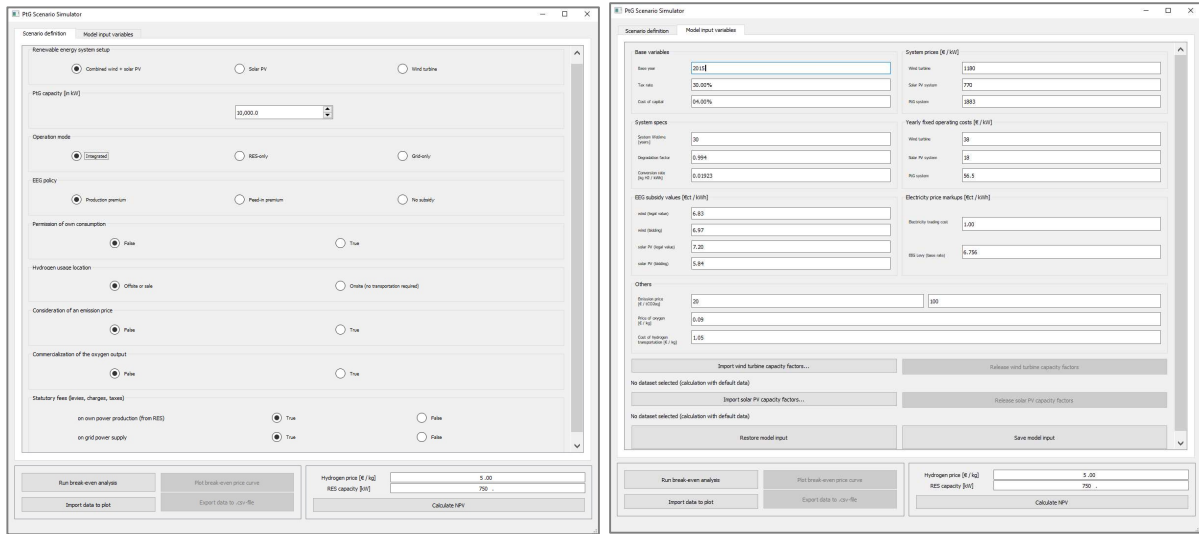 PtG Scenario Simulator
Scenario definition Model input variables
Renewable energy system setup
Combined wind + solar PV Solar PV Wind turbine
PtG capacity [in kW]
10,000.0
Operation mode
Integrated RES-only Grid-only
EEG policy
Production premium Feed-in premium No subsidy
Permission of own consumption
False True
Hydrogen usage location
Offsite or sale Onsite (no transportation required)
Consideration of an emission price
False True
Commercialization of the oxygen output
False True
Statutory fees (levies, charges, taxes)
on own power production (from RES) True False
on grid power supply True False
Run break-even analysis Plot break-even price curve
Import data to plot Export data to .csv-file
Hydrogen price [€ / kg] 5 .00
RES capacity [kW] 750 .
Calculate NPV
PtG Scenario Simulator
Scenario definition Model input variables
Base variables
Base year 2015
Tax rate 30.00%
Cost of capital 04.00%
System prices [€ / kW]
Wind turbine 1180
Solar PV system 770
PtG system 1883
System specs
System lifetime
[years] 30
Degradation factor 0.994
Conversion rate
[kg H2 / kWh] 0.01923
Yearly fixed operating costs [€ / kW]
Wind turbine 38
Solar PV system 18
PtG system 56.5
EEG subsidy values [€ct / kWh]
wind (legal value) 6.83
wind (bidding) 6.97
solar PV (legal value) 7.20
solar PV (bidding) 5.84
Electricity price markups [€ct / kWh]
Electricity trading cost 1.00
EEG Levy (base ratio) 6.756
Others
Emission price
[€ / tCO2eq] 20 100
Price of oxygen
[€ / kg] 0.09
Cost of hydrogen
transportation [€ / kg] 1.05
Import wind turbine capacity factors... Release wind turbine capacity factors
No dataset selected (calculation with default data)
Import solar PV capacity factors... Release solar PV capacity factors
No dataset selected (calculation with default data)
Restore model input Save model input
Run break-even analysis Plot break-even price curve
Import data to plot Export data to .csv-file
Hydrogen price [€ / kg] 5 .00
RES capacity [kW] 750 .
Calculate NPV